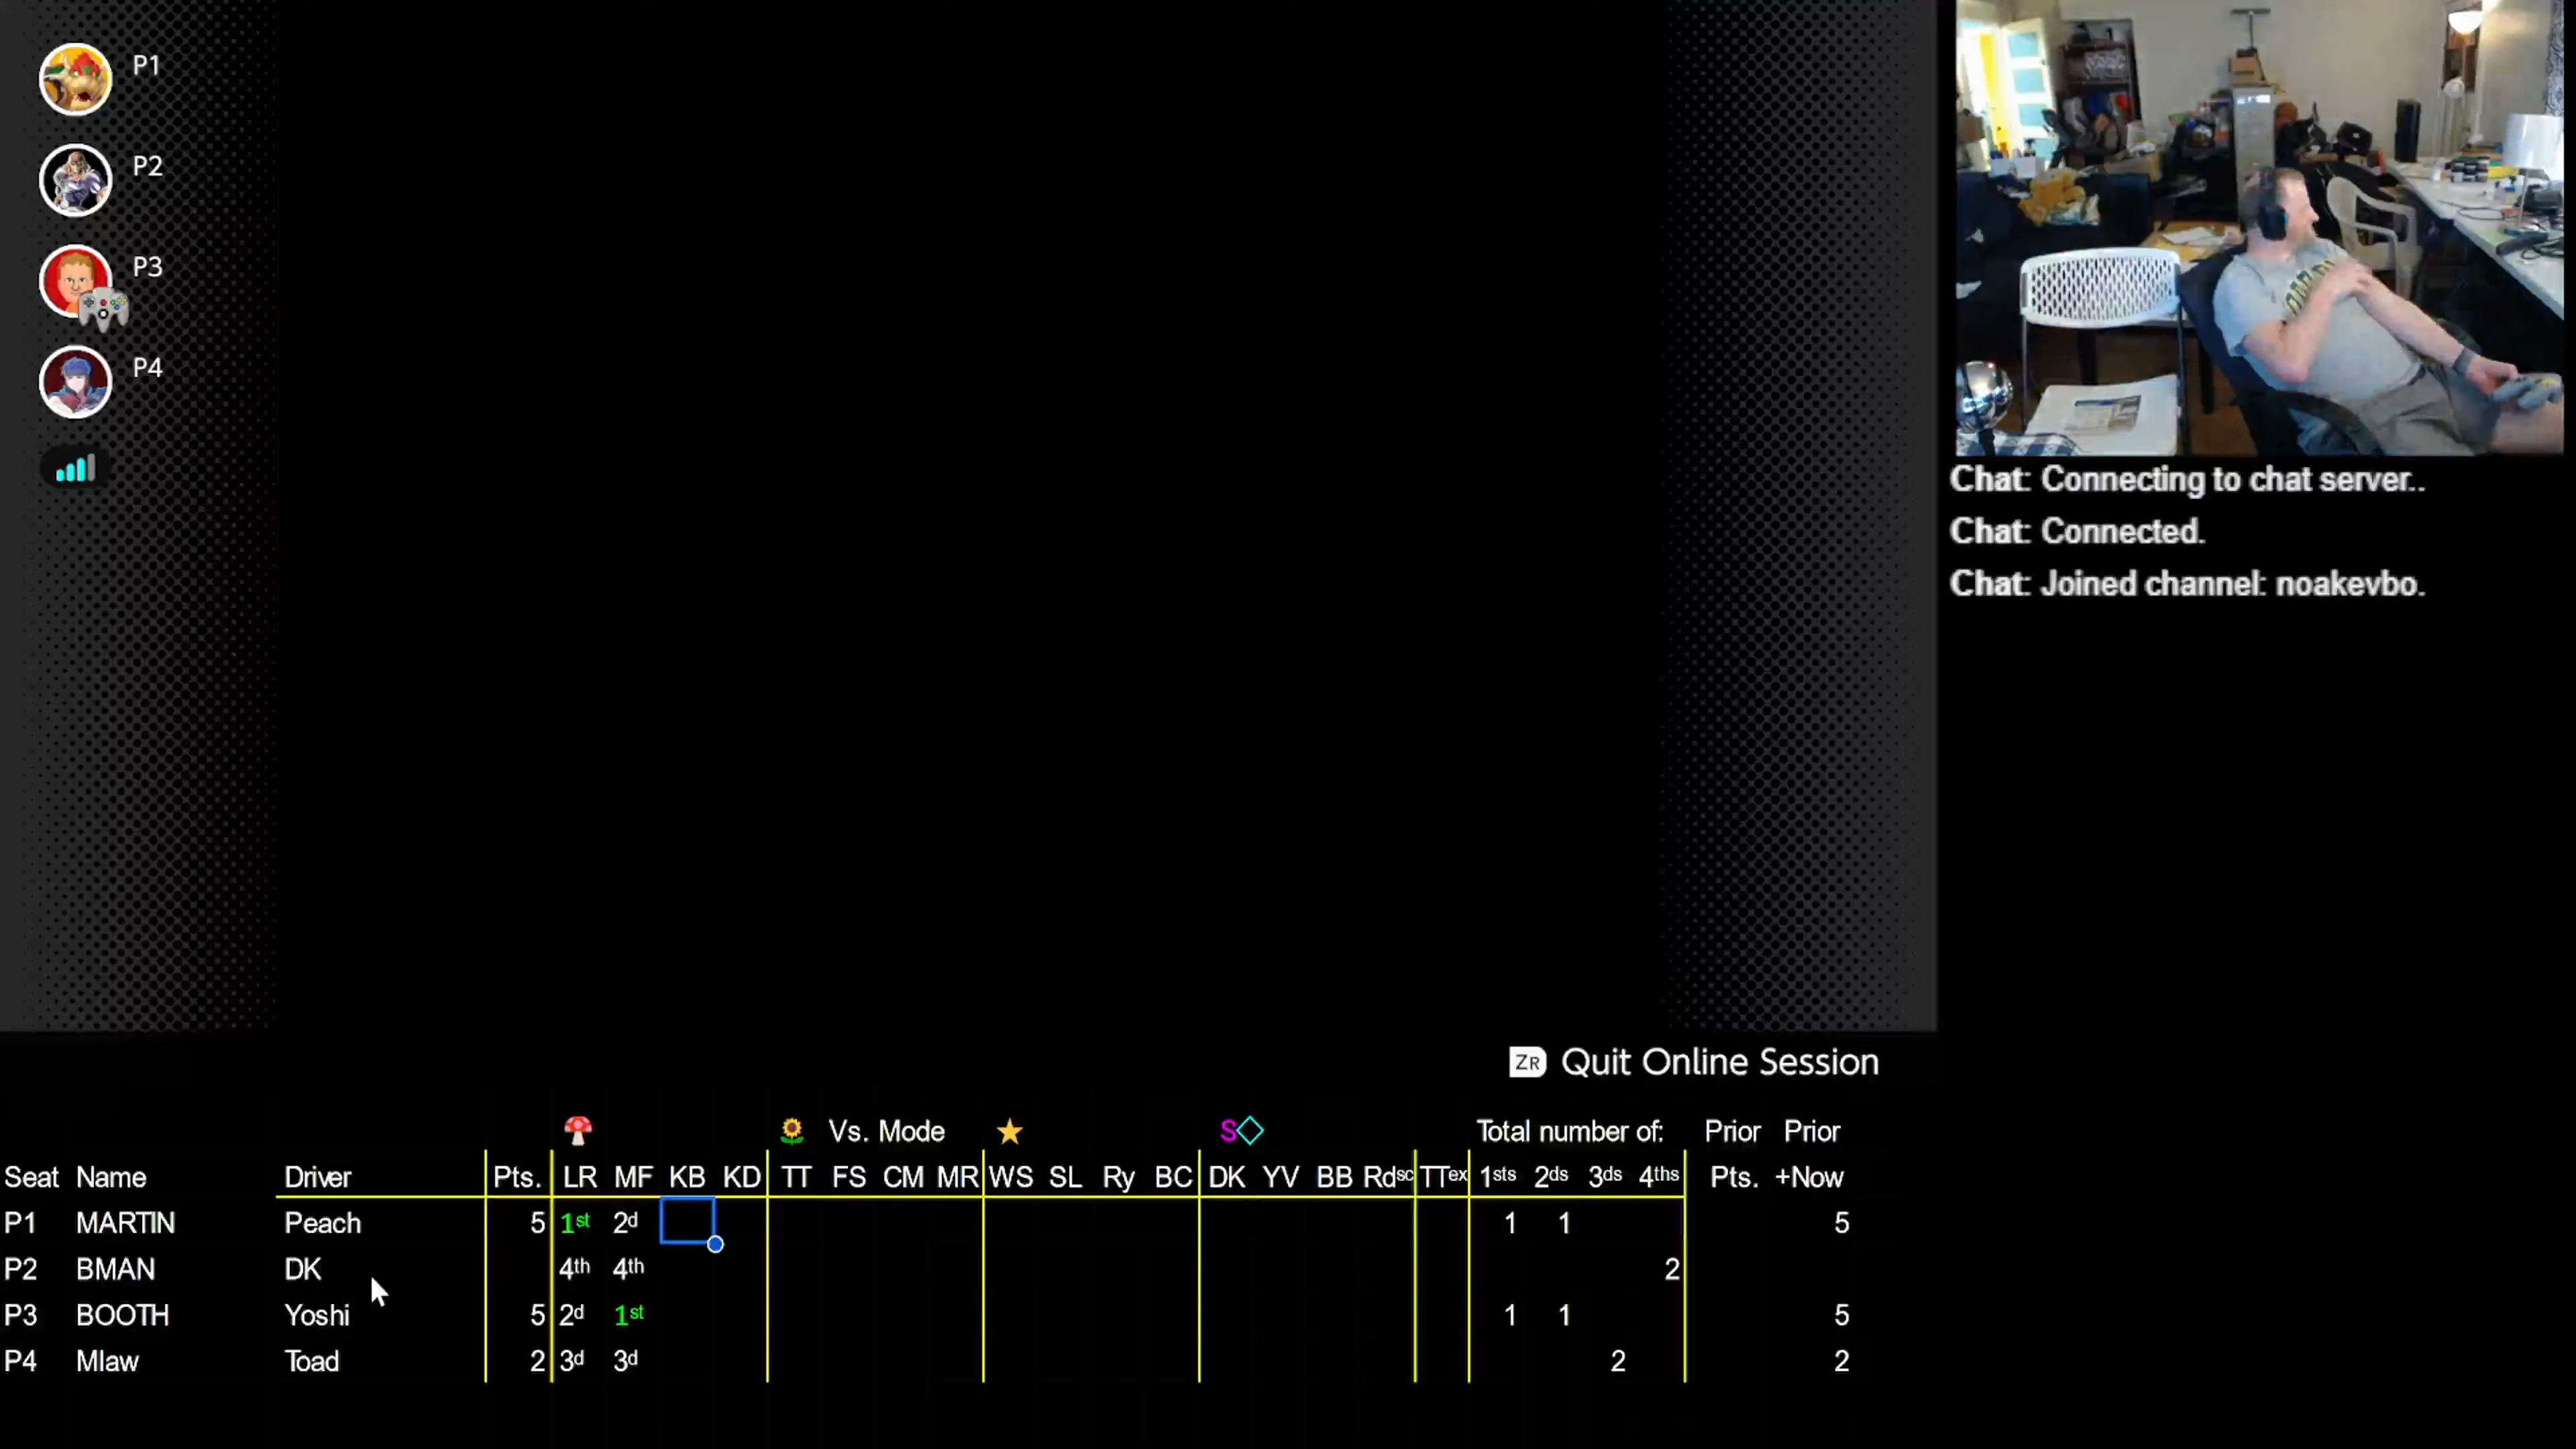 P1
P2
P3
P4
Chat: Connecting to chat server..
Chat: Connected.
Chat: Joined channel: noakevbo.
ZR Quit Online Session
Vs. Mode S Total number of: Prior Prior
Seat Name Driver Pts. LR MF KB KD TT FS CM MR WS SL Ry BC DK YV BB Rdsc TTex 1sts 2ds 3ds 4ths Pts. +Now
P1 MARTIN Peach 5 1st 2d 1 1 5
P2 BMAN DK 4th 4th 2
P3 BOOTH Yoshi 5 2d 1st 1 1 5
P4 Mlaw Toad 2 3d 3d 2 2